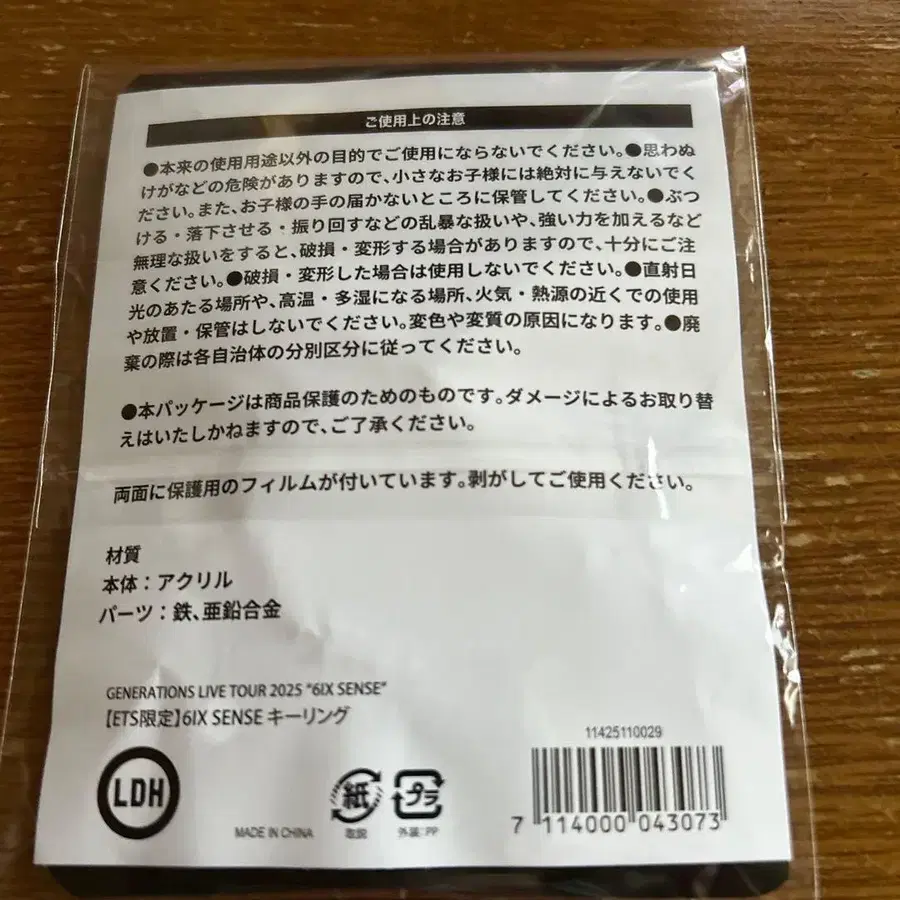 ご使用上の注意
●本来の使用用途以外の目的でご使用にならないでください。●思わぬ
けがなどの危険がありますので、小さなお子様には絶対に与えないでく
ださい。また、お子様の手の届かないところに保管してください。●ぶつ
ける・落下させる・振り回すなどの乱暴な扱いや、強い力を加えるなど
無理な扱いをすると、破損・変形する場合がありますので、十分にご注
意ください。●破損・変形した場合は使用しないでください。●直射日
光のあたる場所や、高温・多湿になる場所、火気・熱源の近くでの使用
や放置・保管はしないでください。変色や変質の原因になります。●廃
棄の際は各自治体の分別区分に従ってください。
●本パッケージは商品保護のためのものです。ダメージによるお取り替
えはいたしかねますので、ご了承ください。
両面に保護用のフィルムが付いています。剥がしてご使用ください。
材質
本体：アクリル
パーツ：鉄、亜鉛合金
GENERATIONS LIVE TOUR 2025 "6IX SENSE"
【ETS限定】6IX SENSE キーリング
11425110029
LDH
MADE IN CHINA
紙
取説
プラ
外装：PP
7 114000 043073